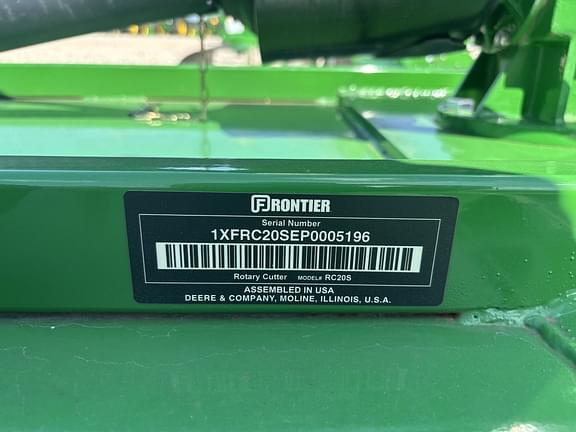 FRONTIER
Serial Number
1XFRC20SEP0005196
Rotary Cutter MODEL# RC20S
ASSEMBLED IN USA
DEERE & COMPANY, MOLINE, ILLINOIS, U.S.A.